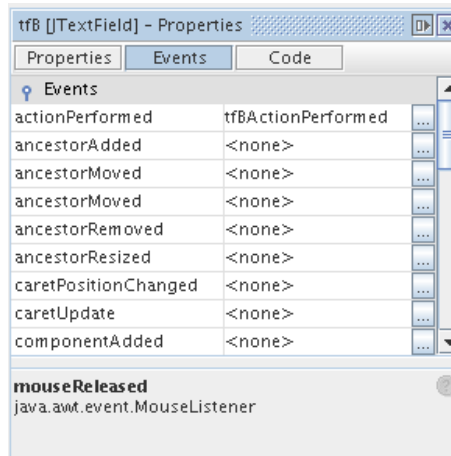 tfB [JTextField] - Properties
Properties Events Code
Events
actionPerformed tfBActionPerformed ...
ancestorAdded <none> ...
ancestorMoved <none> ...
ancestorMoved <none> ...
ancestorRemoved <none> ...
ancestorResized <none> ...
caretPositionChanged <none> ...
caretUpdate <none> ...
componentAdded <none> ...
mouseReleased ?
java.awt.event.MouseListener